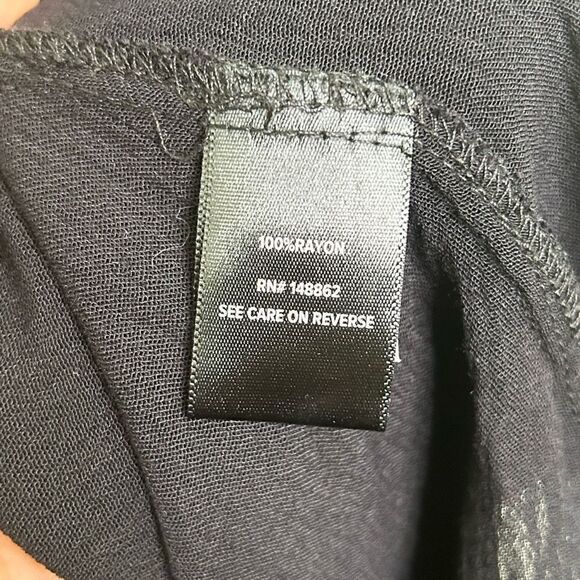 100%RAYON
RN# 148862
SEE CARE ON REVERSE